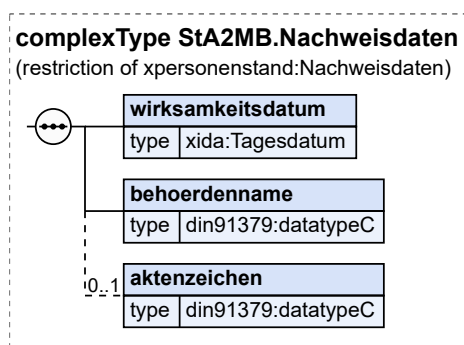 complexType StA2MB.Nachweisdaten
(restriction of xpersonenstand:Nachweisdaten)
wirksamkeitsdatum
type xida:Tagesdatum
behoerdenname
type din91379:datatypeC
0..1 aktenzeichen
type din91379:datatypeC